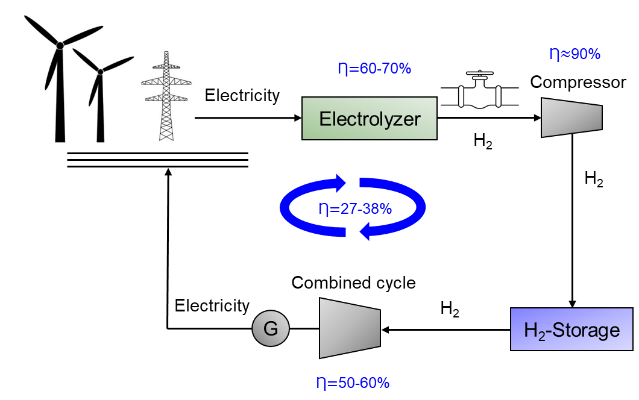 η≈90%
η=60-70%
Compressor
Electricity
Electrolyzer
H₂
H₂
η=27-38%
Combined cycle
Electricity
G
H₂
H₂-Storage
η=50-60%